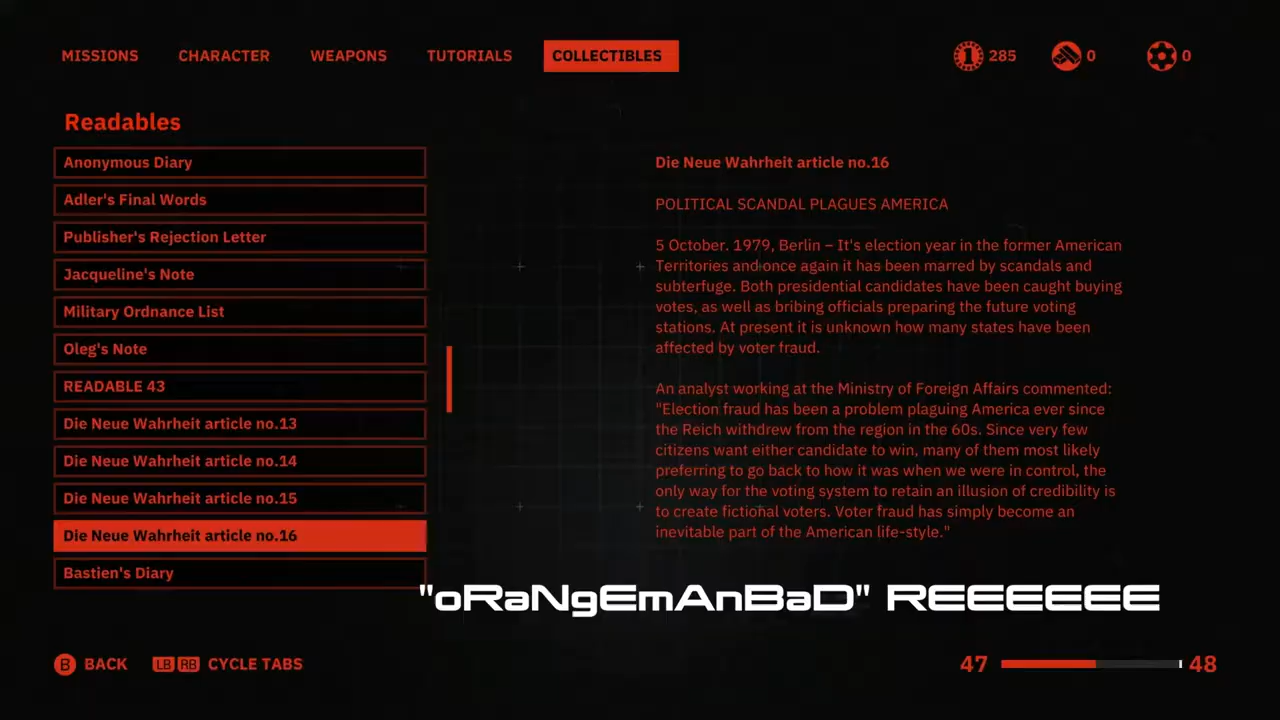 MISSIONS CHARACTER WEAPONS TUTORIALS COLLECTIBLES 1 285 0 0
Readables
Anonymous Diary
Adler's Final Words
Publisher's Rejection Letter
Jacqueline's Note
Military Ordnance List
Oleg's Note
READABLE 43
Die Neue Wahrheit article no.13
Die Neue Wahrheit article no.14
Die Neue Wahrheit article no.15
Die Neue Wahrheit article no.16
Bastien's Diary
Die Neue Wahrheit article no.16
POLITICAL SCANDAL PLAGUES AMERICA
5 October. 1979, Berlin – It's election year in the former American
Territories and once again it has been marred by scandals and
subterfuge. Both presidential candidates have been caught buying
votes, as well as bribing officials preparing the future voting
stations. At present it is unknown how many states have been
affected by voter fraud.
An analyst working at the Ministry of Foreign Affairs commented:
"Election fraud has been a problem plaguing America ever since
the Reich withdrew from the region in the 60s. Since very few
citizens want either candidate to win, many of them most likely
preferring to go back to how it was when we were in control, the
only way for the voting system to retain an illusion of credibility is
to create fictional voters. Voter fraud has simply become an
inevitable part of the American life-style."
"oRaNgEmAnBaD" REEEEEE
B BACK LB RB CYCLE TABS
47 48